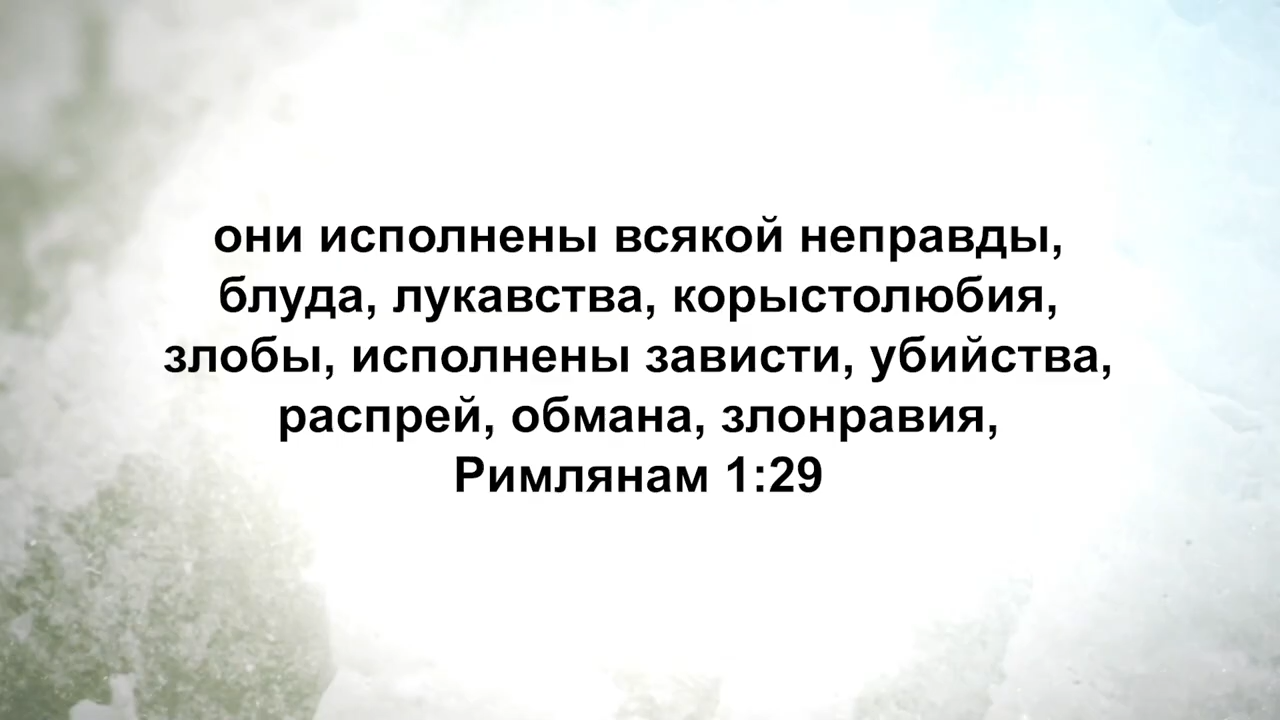 они исполнены всякой неправды,
блуда, лукавства, корыстолюбия,
злобы, исполнены зависти, убийства,
распрей, обмана, злонравия,
Римлянам 1:29